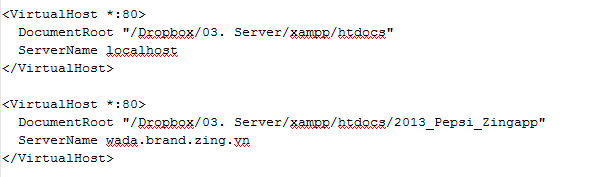 <VirtualHost *:80>
DocumentRoot "/Dropbox/03. Server/xampp/htdocs"
ServerName localhost
</VirtualHost>
<VirtualHost *:80>
DocumentRoot "/Dropbox/03. Server/xampp/htdocs/2013_Pepsi_Zingapp"
ServerName wada.brand.zing.vn
</VirtualHost>